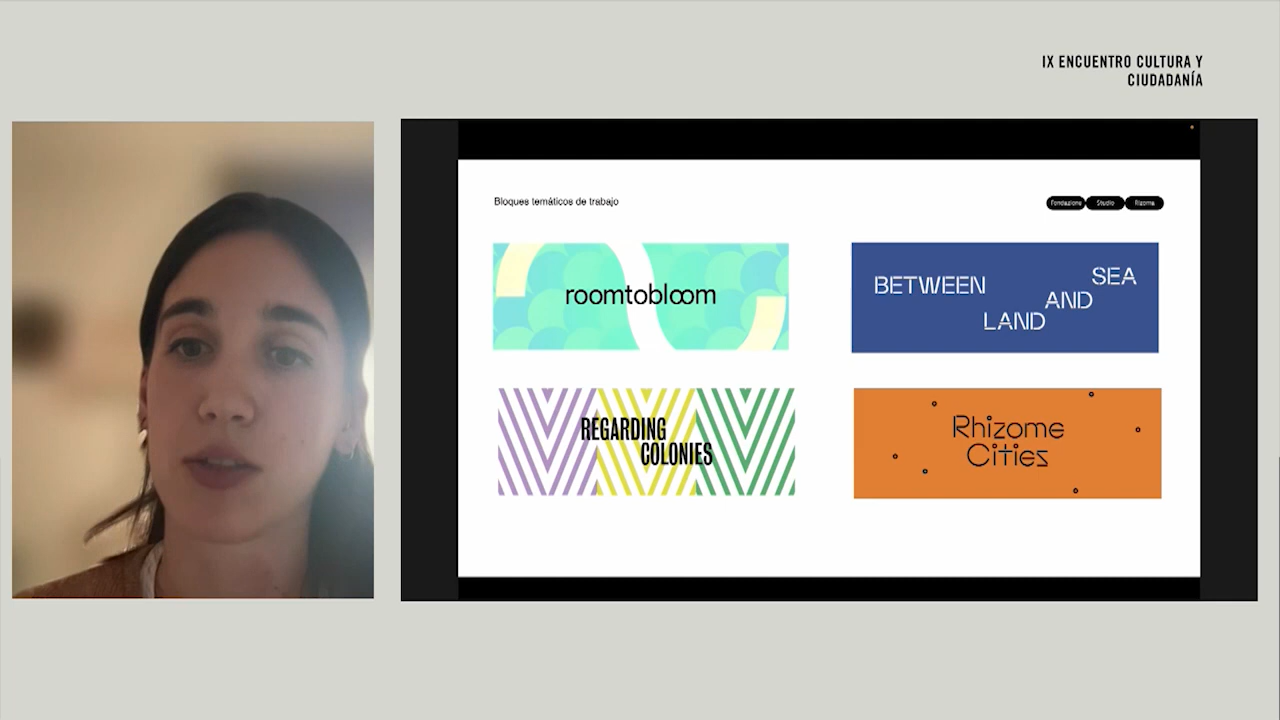 IX ENCUENTRO CULTURA Y
CIUDADANÍA
Bloques temáticos de trabajo
Fondazione Studio Rizoma
roomtobloom
BETWEEN
LAND AND SEA
REGARDING
COLONIES
Rhizome
Cities